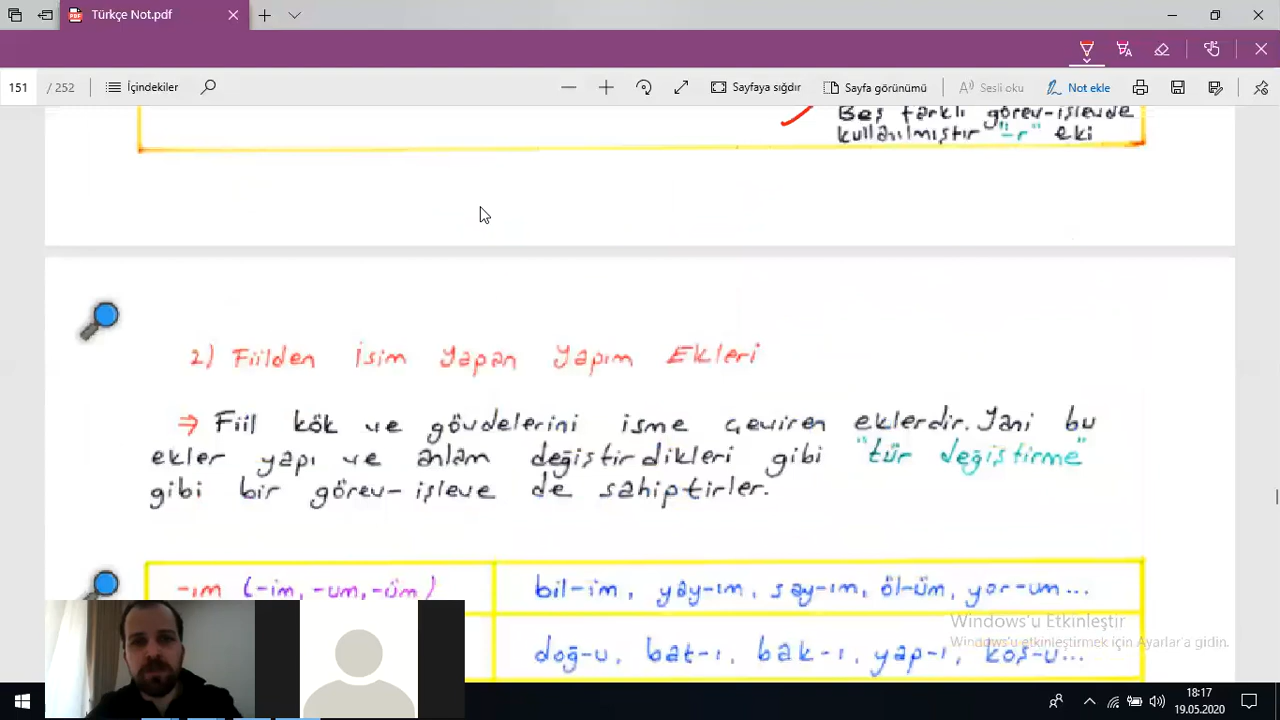 Türkçe Not.pdf
151 / 252 İçindekiler Sayfaya sığdır Sayfa görünümü Sesli oku Not ekle
Beş farklı görev-işlevde
kullanılmıştır "-r" eki
2) Fiilden İsim Yapan Yapım Ekleri
⇒ Fiil kök ve gövdelerini isme çeviren eklerdir. Yani bu
ekler yapı ve anlam değiştirdikleri gibi "tür değiştirme"
gibi bir görev-işleve de sahiptirler.
-ım (-im, -um, -üm) bil-im, yay-ım, say-ım, öl-üm, yor-um...
doğ-u, bat-ı, bak-ı, yap-ı, koş-u...
Windows'u Etkinleştir
Windows'u etkinleştirmek için Ayarlar'a gidin.
18:17
19.05.2020